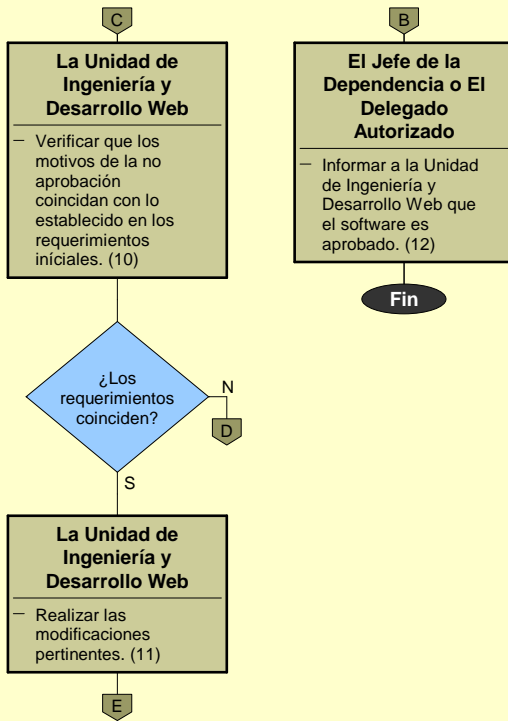 C
La Unidad de
Ingeniería y
Desarrollo Web
– Verificar que los
motivos de la no
aprobación
coincidan con lo
establecido en los
requerimientos
iníciales. (10)
¿Los
requerimientos
coinciden?
N
D
S
La Unidad de
Ingeniería y
Desarrollo Web
– Realizar las
modificaciones
pertinentes. (11)
E
B
El Jefe de la
Dependencia o El
Delegado
Autorizado
– Informar a la Unidad
de Ingeniería y
Desarrollo Web que
el software es
aprobado. (12)
Fin